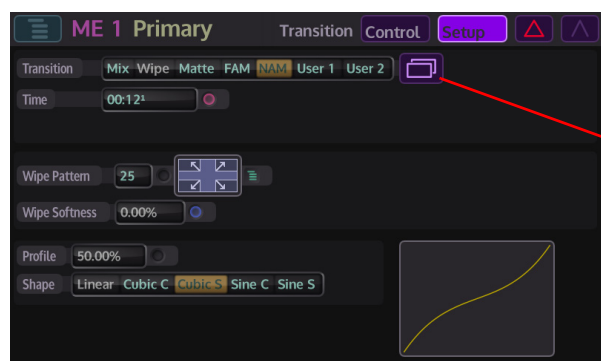 ME 1 Primary Transition Control Setup
Transition Mix Wipe Matte FAM NAM User 1 User 2
Time 00:12¹
Wipe Pattem 25
Wipe Softness 0.00%
Profile 50.00%
Shape Linear Cubic C Cubic S Sine C Sine S